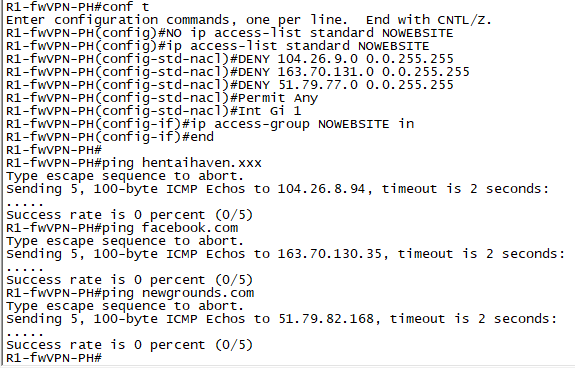 R1-fwVPN-PH#conf t
Enter configuration commands, one per line.  End with CNTL/Z.
R1-fwVPN-PH(config)#NO ip access-list standard NOWEBSITE
R1-fwVPN-PH(config)#ip access-list standard NOWEBSITE
R1-fwVPN-PH(config-std-nacl)#DENY 104.26.9.0 0.0.255.255
R1-fwVPN-PH(config-std-nacl)#DENY 163.70.131.0 0.0.255.255
R1-fwVPN-PH(config-std-nacl)#DENY 51.79.77.0 0.0.255.255
R1-fwVPN-PH(config-std-nacl)#Permit Any
R1-fwVPN-PH(config-std-nacl)#Int Gi 1
R1-fwVPN-PH(config-if)#ip access-group NOWEBSITE in
R1-fwVPN-PH(config-if)#end
R1-fwVPN-PH#
R1-fwVPN-PH#ping hentaihaven.xxx
Type escape sequence to abort.
Sending 5, 100-byte ICMP Echos to 104.26.8.94, timeout is 2 seconds:
.....
Success rate is 0 percent (0/5)
R1-fwVPN-PH#ping facebook.com
Type escape sequence to abort.
Sending 5, 100-byte ICMP Echos to 163.70.130.35, timeout is 2 seconds:
.....
Success rate is 0 percent (0/5)
R1-fwVPN-PH#ping newgrounds.com
Type escape sequence to abort.
Sending 5, 100-byte ICMP Echos to 51.79.82.168, timeout is 2 seconds:
.....
Success rate is 0 percent (0/5)
R1-fwVPN-PH#